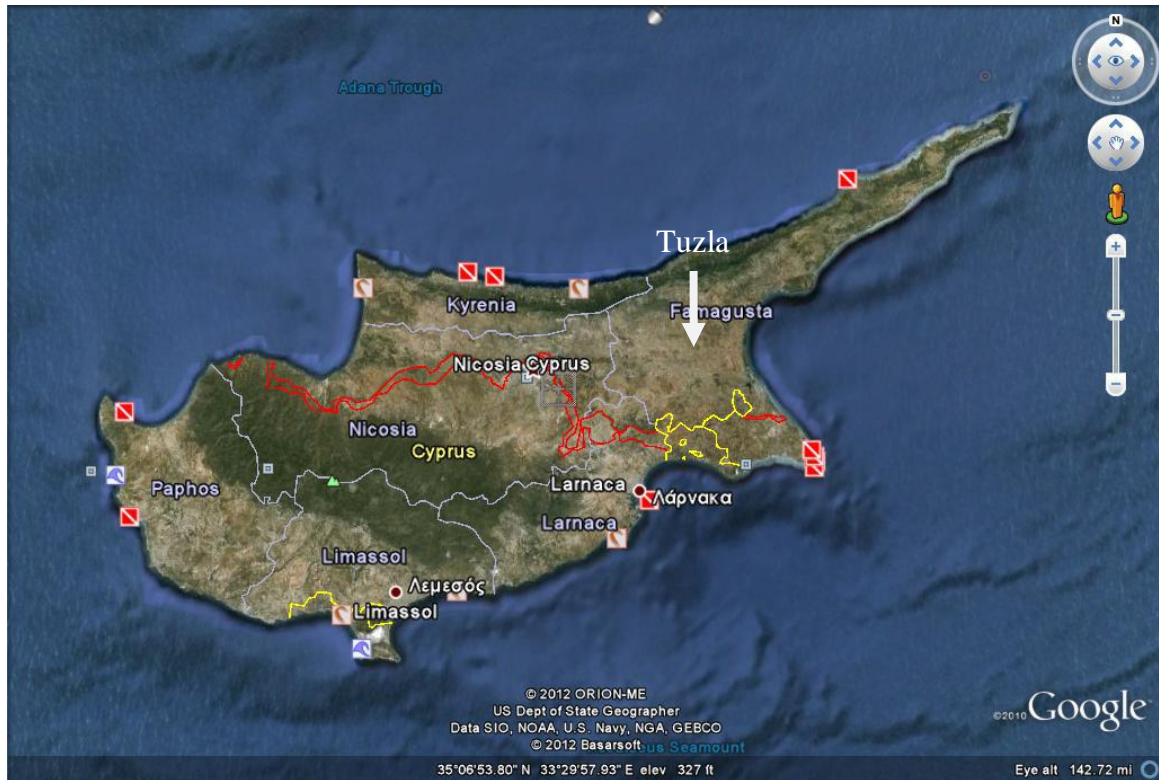 N
Adana Trough
Tuzla
Kyrenia
Famagusta
Nicosia Cyprus
Nicosia
Cyprus
Larnaca
Λάρνακα
Paphos
Larnaca
Limassol
Λεμεσός
Limassol
© 2012 ORION-ME
US Dept of State Geographer
Data SIO, NOAA, U.S. Navy, NGA, GEBCO
© 2012 Basarsoft
Seamount
©2010 Google
35°06'53.80" N 33°29'57.93" E elev 327 ft
Eye alt 142.72 mi